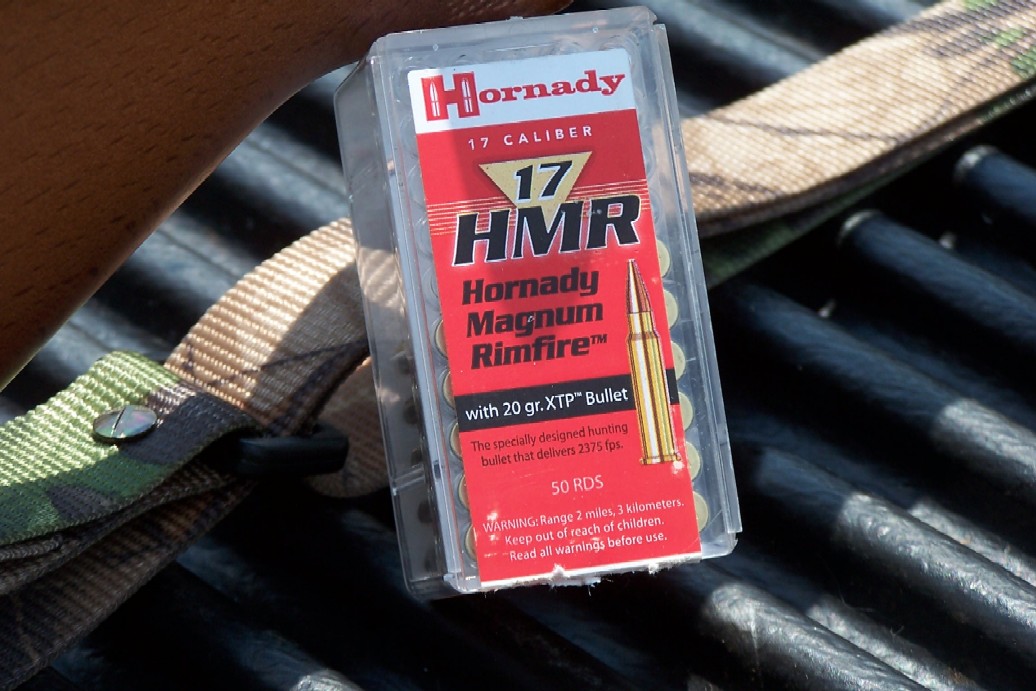 Hornady
17 CALIBER
17
HMR
Hornady
Magnum
Rimfire™
with 20 gr. XTP™ Bullet
The specially designed hunting
bullet that delivers 2375 fps.
50 RDS
WARNING: Range 2 miles, 3 kilometers.
Keep out of reach of children.
Read all warnings before use.